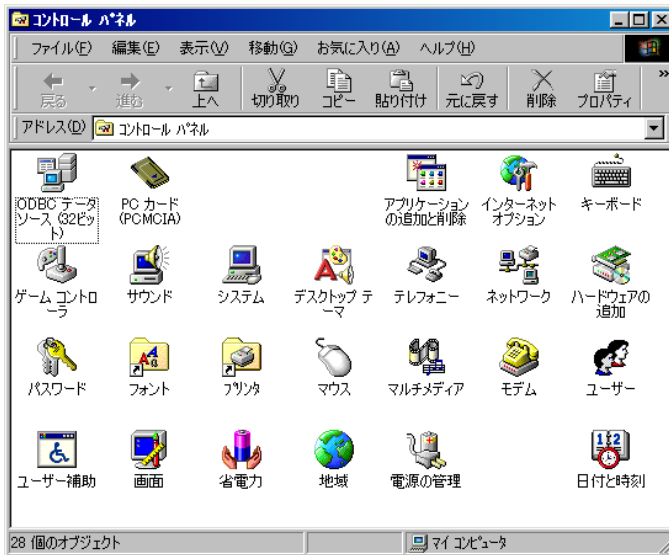 コントロール パネル
ファイル(F) 編集(E) 表示(V) 移動(G) お気に入り(A) ヘルプ(H)
戻る 進む 上へ 切り取り コピー 貼り付け 元に戻す 削除 プロパティ »
アドレス(D) コントロール パネル
ODBC データ
ソース (32ビッ
ト)
PC カード
(PCMCIA)
アプリケーション
の追加と削除
インターネット
オプション
キーボード
ゲーム コントロ
ーラ
サウンド
システム
デスクトップ テ
ーマ
テレフォニー
ネットワーク
ハードウェアの
追加
パスワード
フォント
プリンタ
マウス
マルチメディア
モデム
ユーザー
ユーザー補助
画面
省電力
地域
電源の管理
日付と時刻
28 個のオブジェクト
マイ コンピュータ